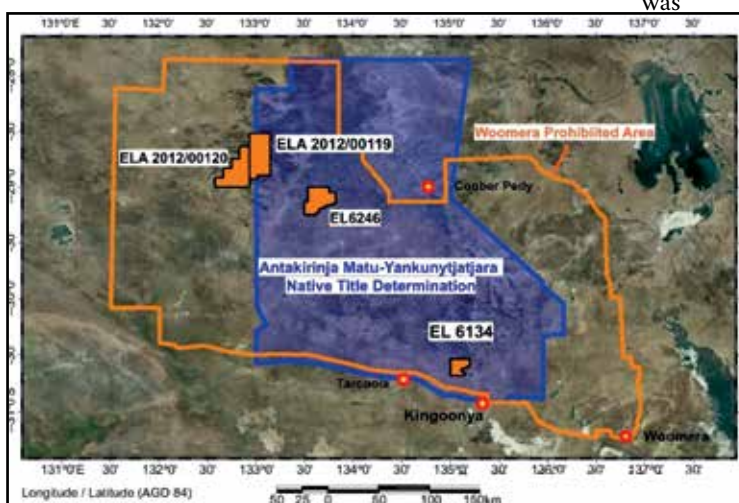 was
131°0'E 30' 132°0' 30' 133°0' 30' 134°0' 30' 135°0' 30' 136°0' 30' 137°0' 30'
Woomera Prohibiited Area
ELA 2012/00119
ELA 2012/00120
Coober Pedy
EL6246
Antakirinja Matu-Yankunytjatjara
Native Title Determination
EL 6134
Tarcoola
Kingoonya
Woomera
131°0'E 30' 132°0' 30' 133°0' 30' 134°0' 30' 135°0' 30' 136°0' 30' 137°0' 30'
Longitude / Latitude (AGD 84)
50 25 0 50 100 150km